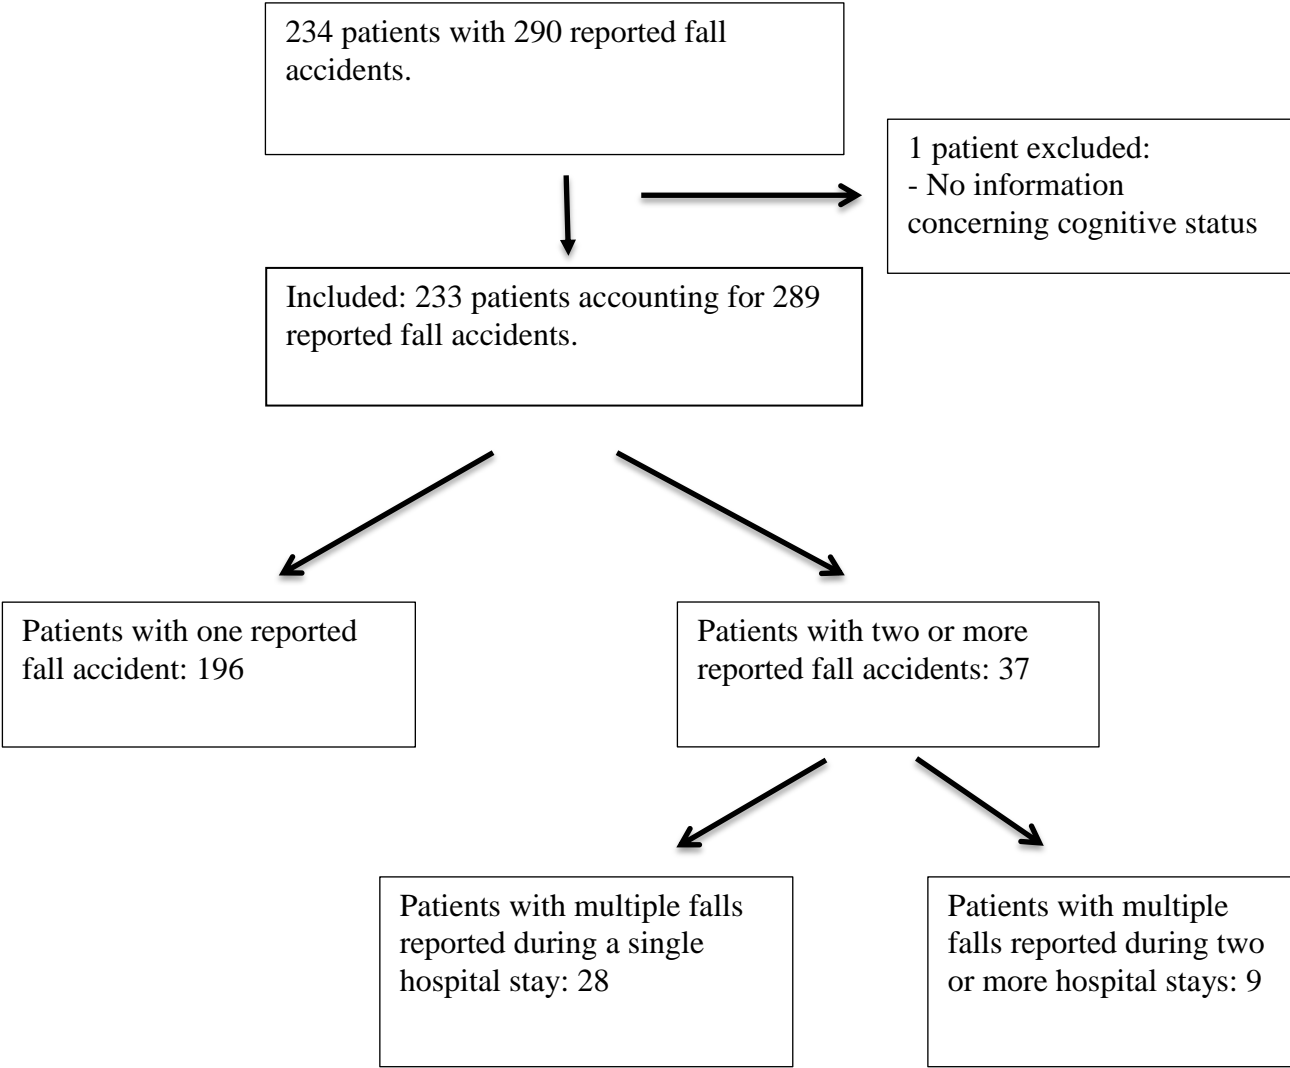 234 patients with 290 reported fall
accidents.
1 patient excluded:
- No information
concerning cognitive status
Included: 233 patients accounting for 289
reported fall accidents.
Patients with one reported
fall accident: 196
Patients with two or more
reported fall accidents: 37
Patients with multiple falls
reported during a single
hospital stay: 28
Patients with multiple
falls reported during two
or more hospital stays: 9